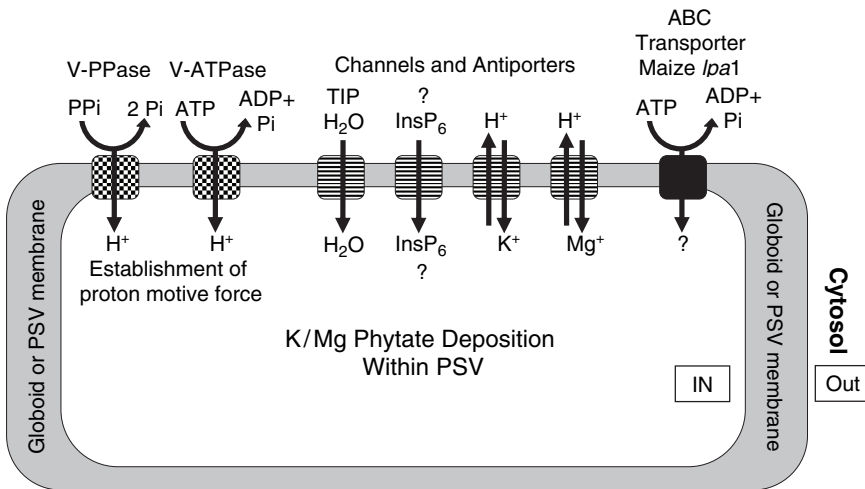 ABC
Transporter
Maize lpa1
V-PPase
V-ATPase
Channels and Antiporters
PPi
2 Pi
ATP
ADP+
Pi
TIP
H2O
?
InsP6
H+
H+
ATP
ADP+
Pi
H+
H+
H2O
InsP6
?
K+
Mg+
?
Establishment of
proton motive force
K/Mg Phytate Deposition
Within PSV
Globoid or PSV membrane
Globoid or PSV membrane
Cytosol
IN
Out